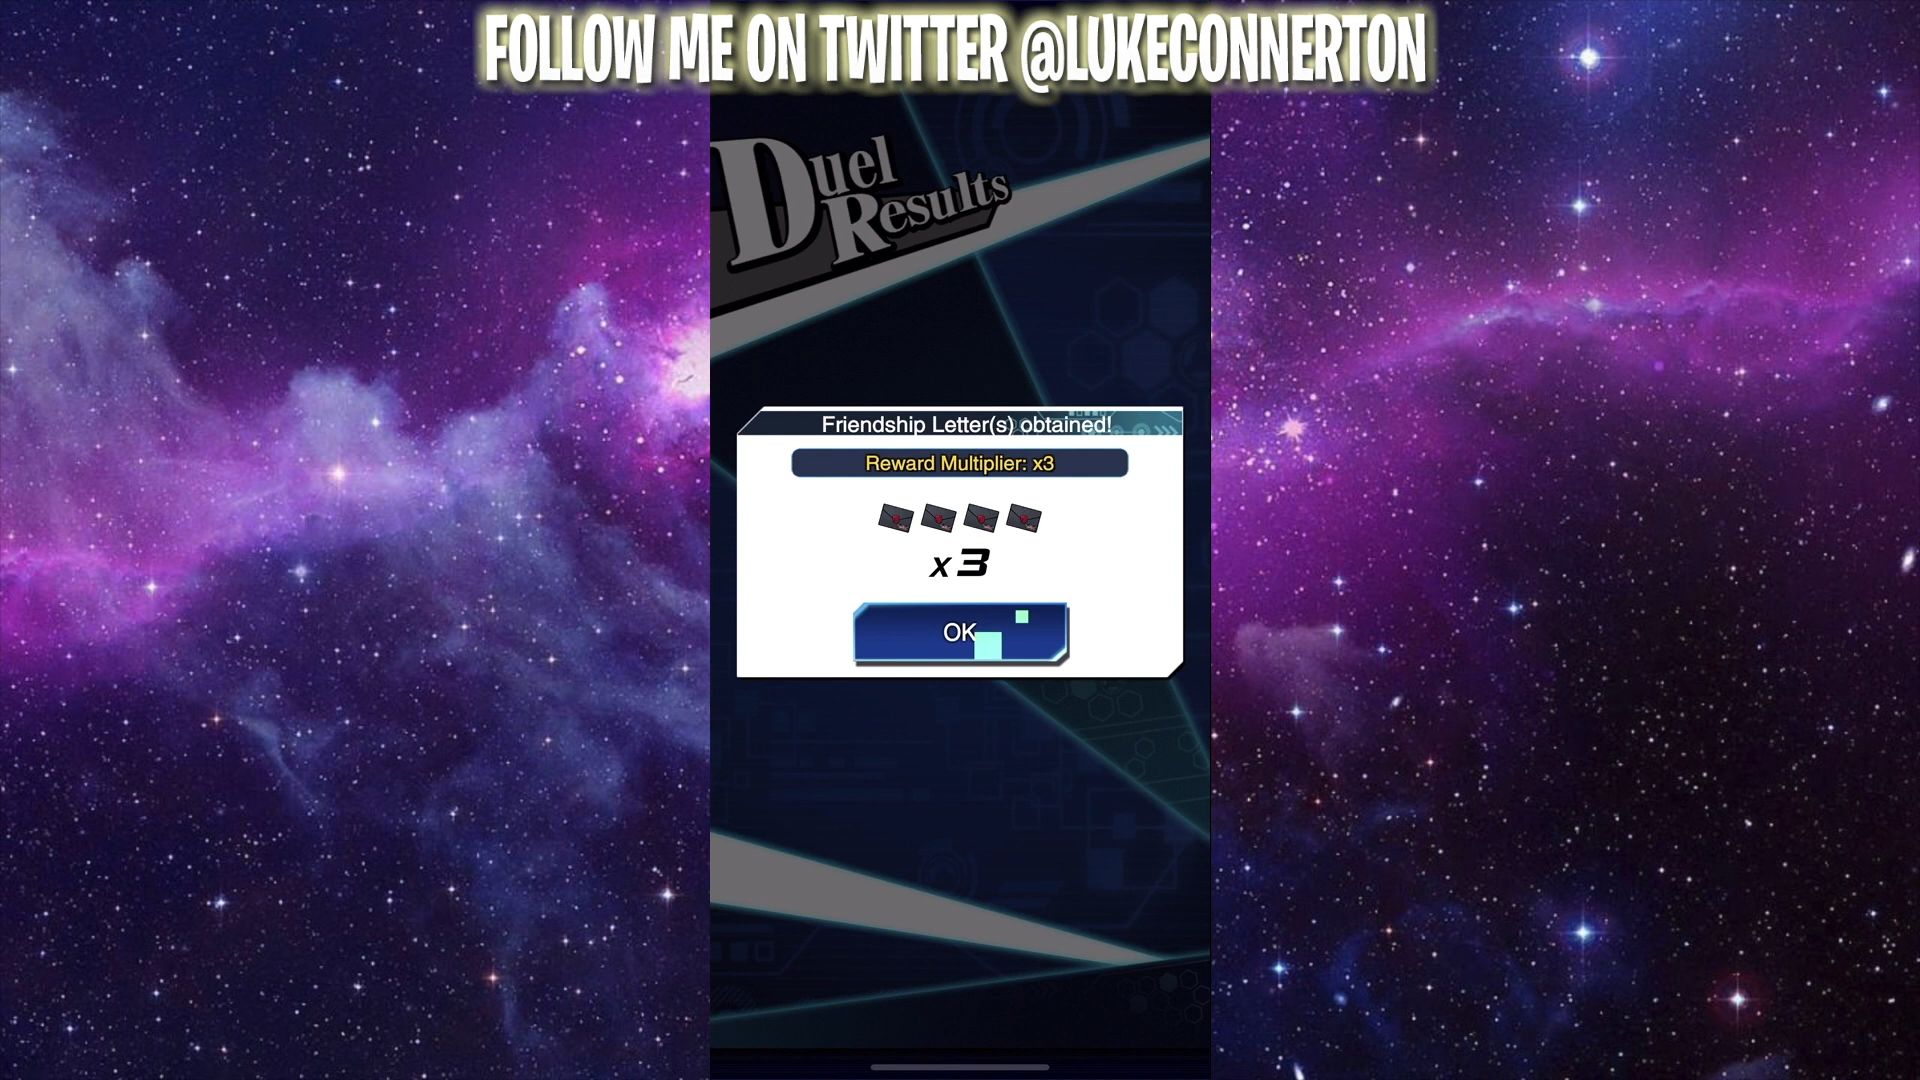 FOLLOW ME ON TWITTER @LUKECONNERTON
Duel
Results
Friendship Letter(s) obtained!
Reward Multiplier: x3
x3
OK